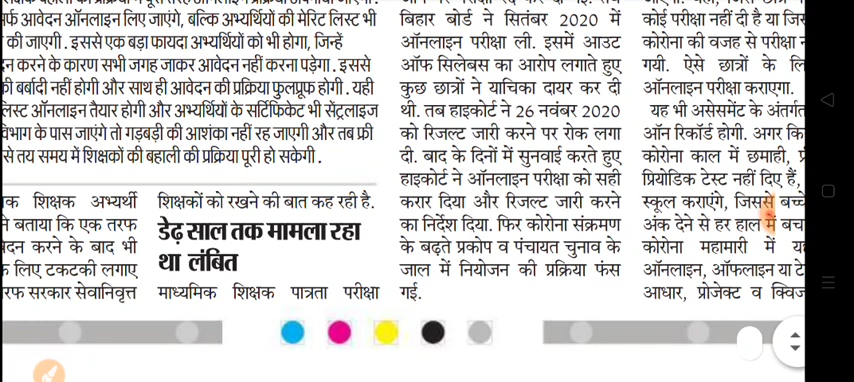 र्फ आवेदन ऑनलाइन लिए जाएंगे, बल्कि अभ्यर्थियों की मेरिट लिस्ट भी
की जाएगी. इससे एक बड़ा फायदा अभ्यर्थियों को भी होगा, जिन्हें
न करने के कारण सभी जगह जाकर आवेदन नहीं करना पड़ेगा. इससे
की बर्बादी नहीं होगी और साथ ही आवेदन की प्रक्रिया फुलप्रूफ होगी. यही
लिस्ट ऑनलाइन तैयार होगी और अभ्यर्थियों के सर्टिफिकेट भी सेंट्रलाइज
विभाग के पास जाएंगे तो गड़बड़ी की आशंका नहीं रह जाएगी और तब फ्री
से तय समय में शिक्षकों की बहाली की प्रक्रिया पूरी हो सकेगी.
क शिक्षक अभ्यर्थी
ने बताया कि एक तरफ
वेदन करने के बाद भी
लिए टकटकी लगाए
रफ सरकार सेवानिवृत्त
शिक्षकों को रखने की बात कह रही है.
डेढ़ साल तक मामला रहा
था लंबित
माध्यमिक शिक्षक पात्रता परीक्षा
बिहार बोर्ड ने सितंबर 2020 में
ऑनलाइन परीक्षा ली. इसमें आउट
ऑफ सिलेबस का आरोप लगाते हुए
कुछ छात्रों ने याचिका दायर कर दी
थी. तब हाइकोर्ट ने 26 नवंबर 2020
को रिजल्ट जारी करने पर रोक लगा
दी. बाद के दिनों में सुनवाई करते हुए
हाइकोर्ट ने ऑनलाइन परीक्षा को सही
करार दिया और रिजल्ट जारी करने
का निर्देश दिया. फिर कोरोना संक्रमण
के बढ़ते प्रकोप व पंचायत चुनाव के
जाल में नियोजन की प्रक्रिया फंस
गई.
कोई परीक्षा नहीं दी है या जिस
कोरोना की वजह से परीक्षा न
गयी. ऐसे छात्रों के लि
ऑनलाइन परीक्षा कराएगा.
यह भी असेसमेंट के अंतर्गत
ऑन रिकॉर्ड होगी. अगर कि
कोरोना काल में छमाही, प्र
प्रियोडिक टेस्ट नहीं दिए हैं,
स्कूल कराएंगे, जिससे बच्च
अंक देने से हर हाल में बचा
कोरोना महामारी में यह
ऑनलाइन, ऑफलाइन या टे
आधार, प्रोजेक्ट व क्विज